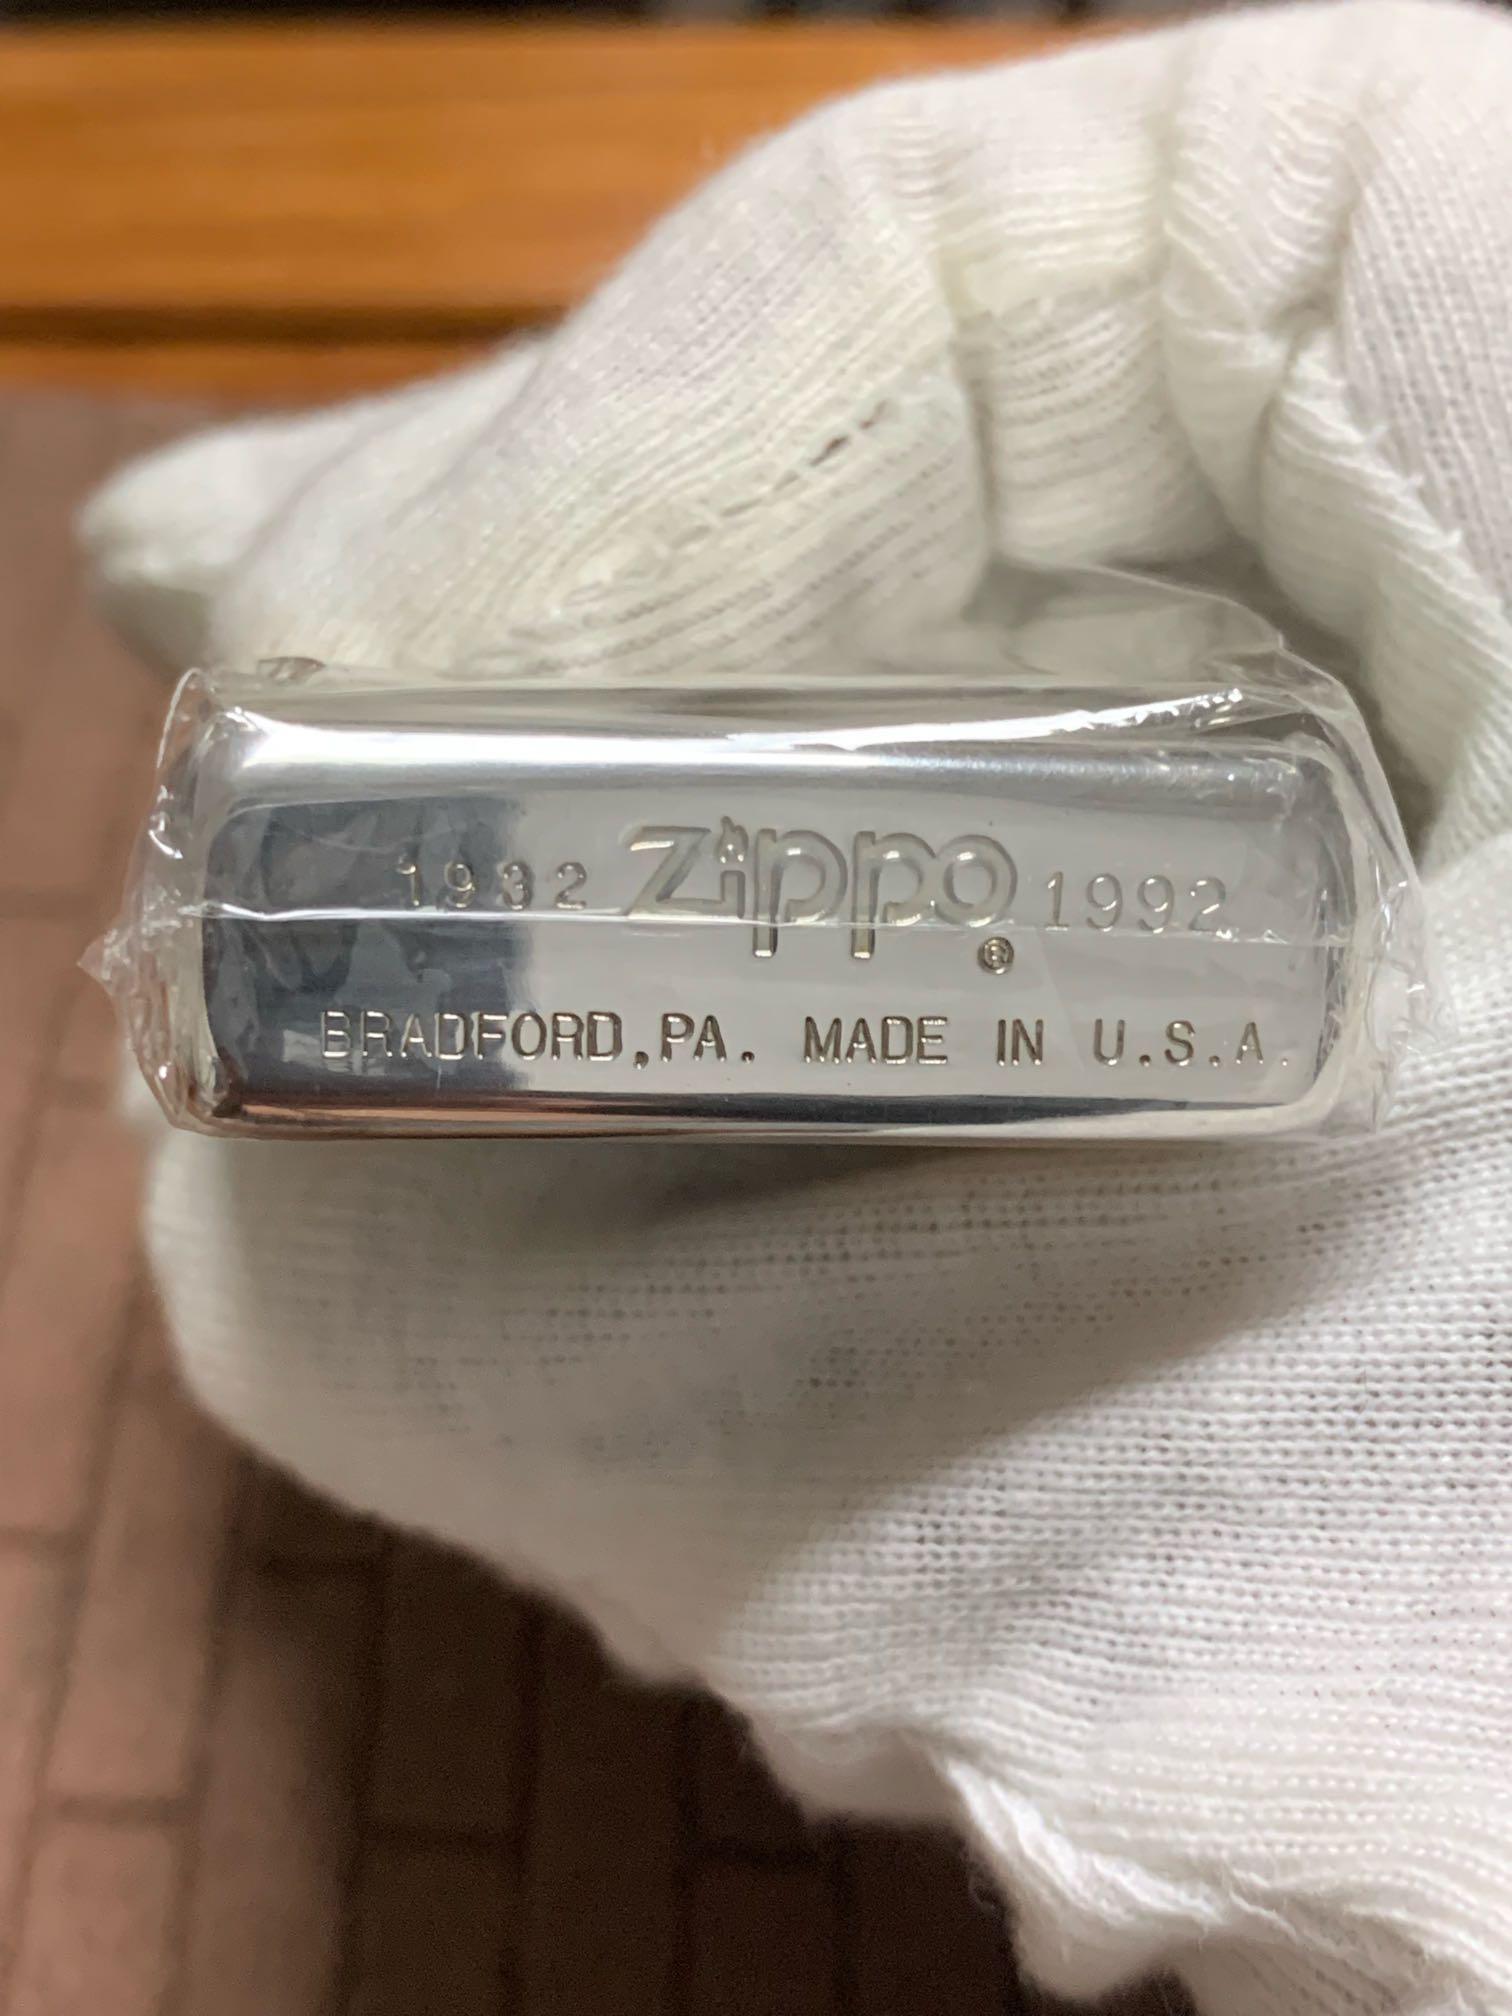 1932 Zippo® 1992
BRADFORD,PA. MADE IN U.S.A.